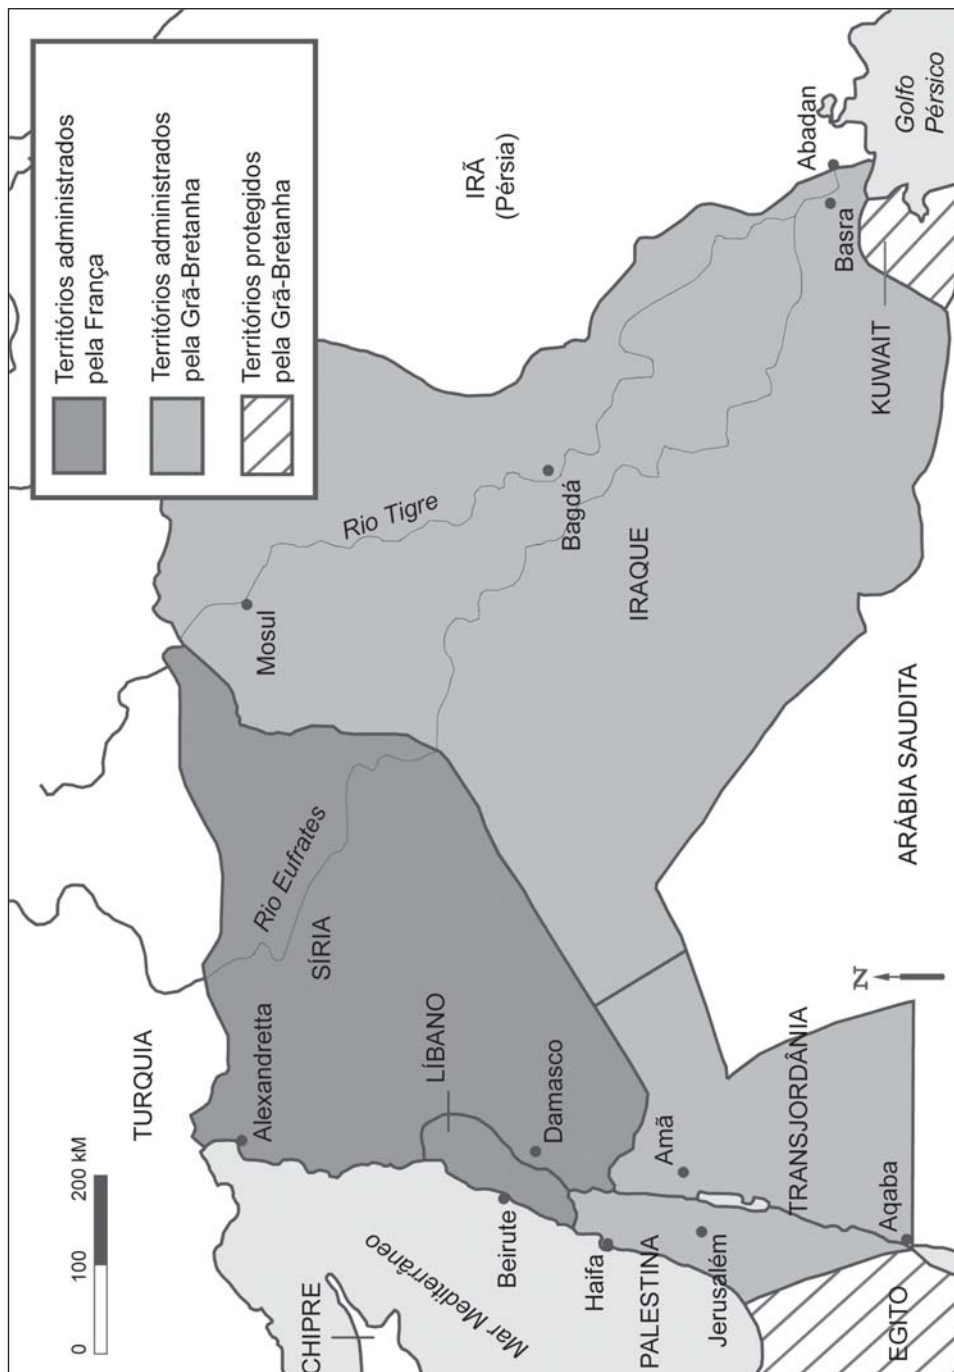 0 100 200 kM
Territórios administrados
pela França
Territórios administrados
pela Grã-Bretanha
Territórios protegidos
pela Grã-Bretanha
TURQUIA
CHIPRE
Mar Mediterrâneo
Alexandretta
SÍRIA
Rio Eufrates
LÍBANO
Beirute
Damasco
Mosul
Rio Tigre
IRÃ
(Pérsia)
Bagdá
IRAQUE
Haifa
PALESTINA
Jerusalém
Amã
TRANSJORDÂNIA
Aqaba
EGITO
N
ARÁBIA SAUDITA
KUWAIT
Basra
Abadan
Golfo
Pérsico